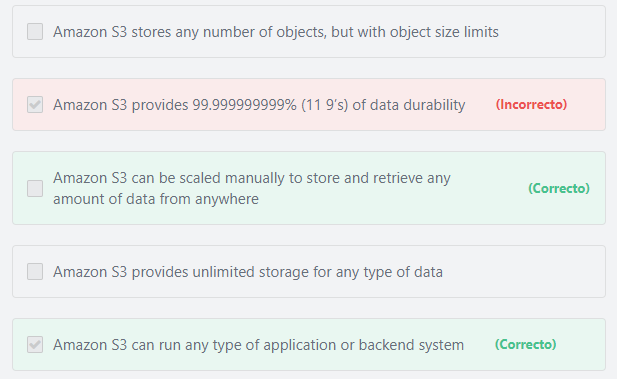 Amazon S3 stores any number of objects, but with object size limits
Amazon S3 provides 99.999999999% (11 9's) of data durability (Incorrecto)
Amazon S3 can be scaled manually to store and retrieve any
amount of data from anywhere (Correcto)
Amazon S3 provides unlimited storage for any type of data
Amazon S3 can run any type of application or backend system (Correcto)